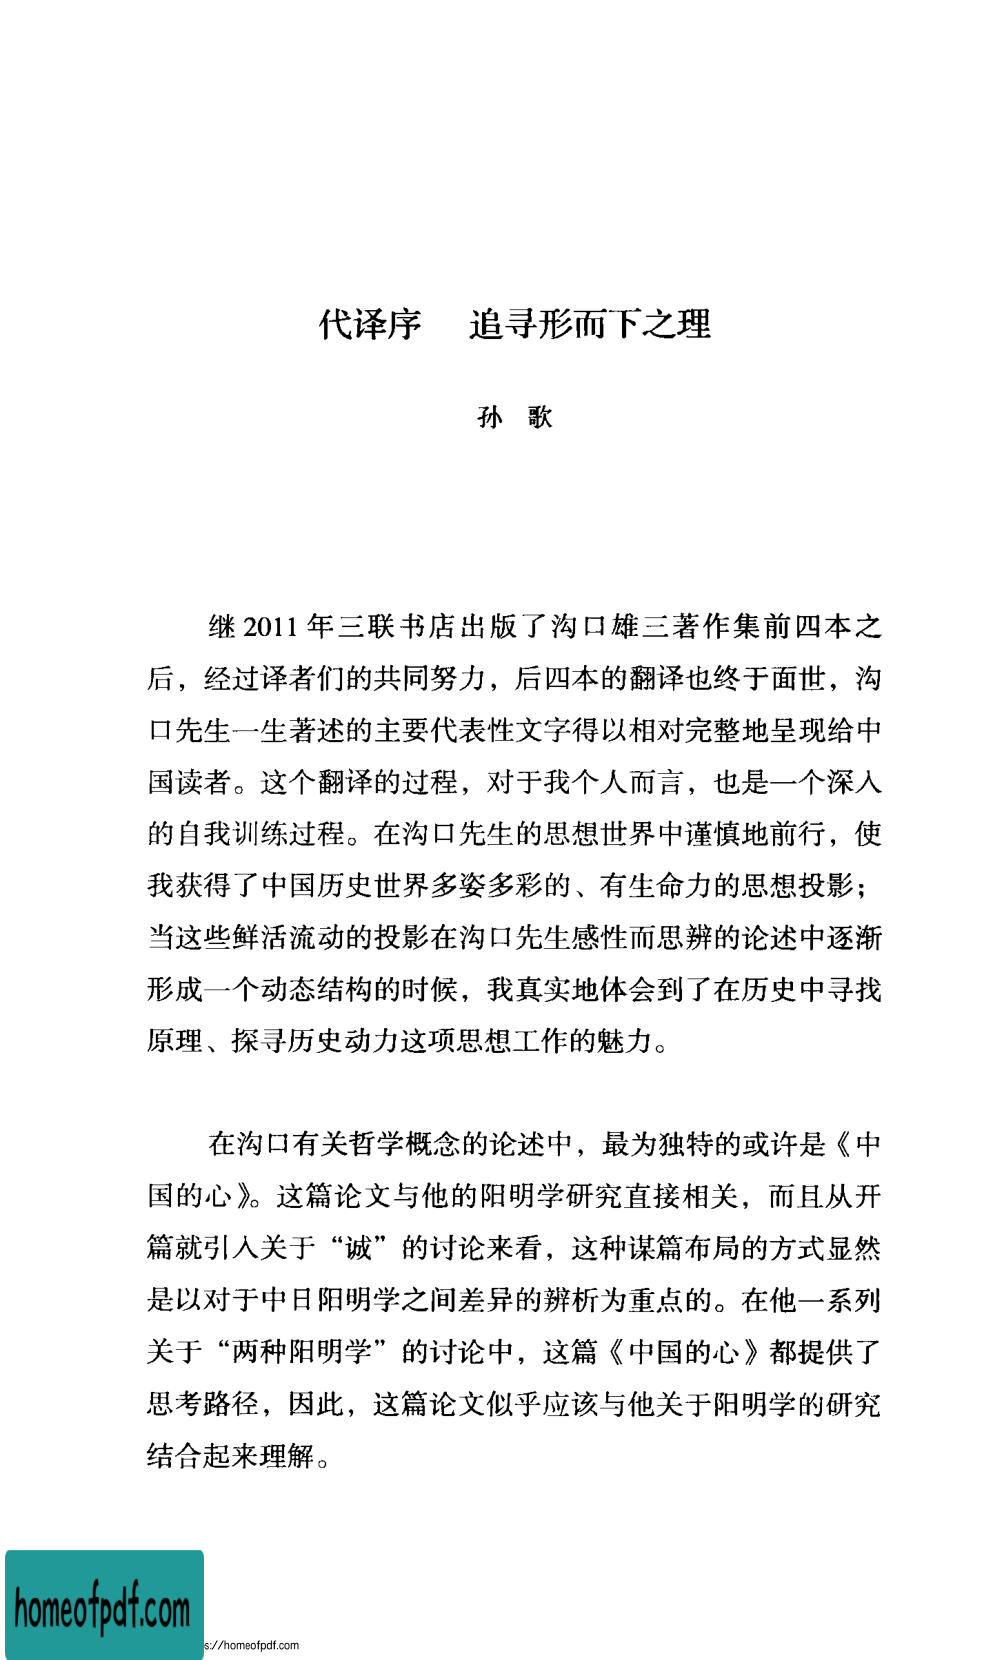 代译序 追寻形而下之理
孙 歌
继2011年三联书店出版了沟口雄三著作集前四本之
后，经过译者们的共同努力，后四本的翻译也终于面世，沟
口先生一生著述的主要代表性文字得以相对完整地呈现给中
国读者。这个翻译的过程，对于我个人而言，也是一个深入
的自我训练过程。在沟口先生的思想世界中谨慎地前行，使
我获得了中国历史世界多姿多彩的、有生命力的思想投影；
当这些鲜活流动的投影在沟口先生感性而思辨的论述中逐渐
形成一个动态结构的时候，我真实地体会到了在历史中寻找
原理、探寻历史动力这项思想工作的魅力。
在沟口有关哲学概念的论述中，最为独特的或许是《中
国的心》。这篇论文与他的阳明学研究直接相关，而且从开
篇就引入关于“诚”的讨论来看，这种谋篇布局的方式显然
是以对于中日阳明学之间差异的辨析为重点的。在他一系列
关于“两种阳明学”的讨论中，这篇《中国的心》都提供了
思考路径，因此，这篇论文似乎应该与他关于阳明学的研究
结合起来理解。
homeofpdf.com
s://homeofpdf.com